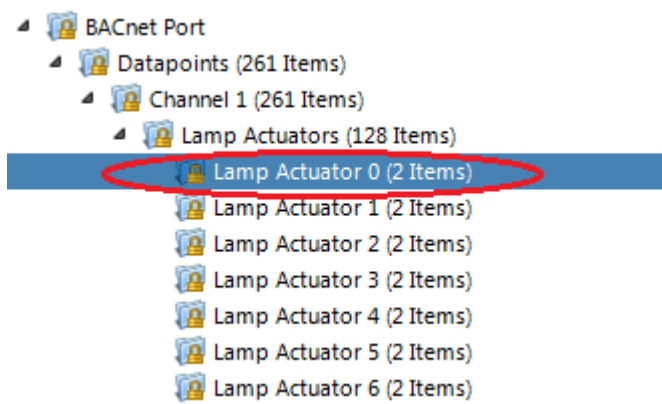 BACnet Port
Datapoints (261 Items)
Channel 1 (261 Items)
Lamp Actuators (128 Items)
Lamp Actuator 0 (2 Items)
Lamp Actuator 1 (2 Items)
Lamp Actuator 2 (2 Items)
Lamp Actuator 3 (2 Items)
Lamp Actuator 4 (2 Items)
Lamp Actuator 5 (2 Items)
Lamp Actuator 6 (2 Items)